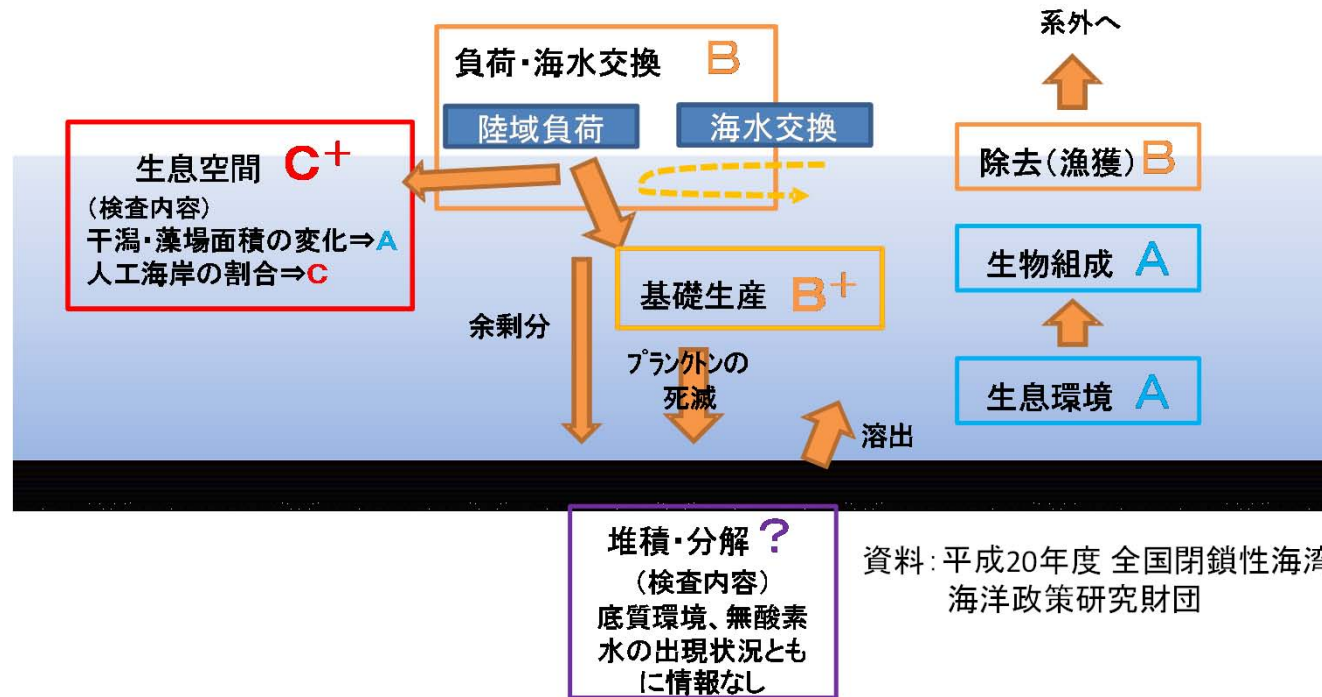 系外へ
負荷・海水交換 B
陸域負荷
海水交換
生息空間 C+
(検査内容)
干潟・藻場面積の変化⇒A
人工海岸の割合⇒C
除去(漁獲)B
生物組成 A
基礎生産 B+
余剰分
プランクトンの
死滅
生息環境 A
溶出
堆積・分解?
(検査内容)
底質環境、無酸素
水の出現状況とも
に情報なし
資料:平成20年度 全国閉鎖性海湾
海洋政策研究財団